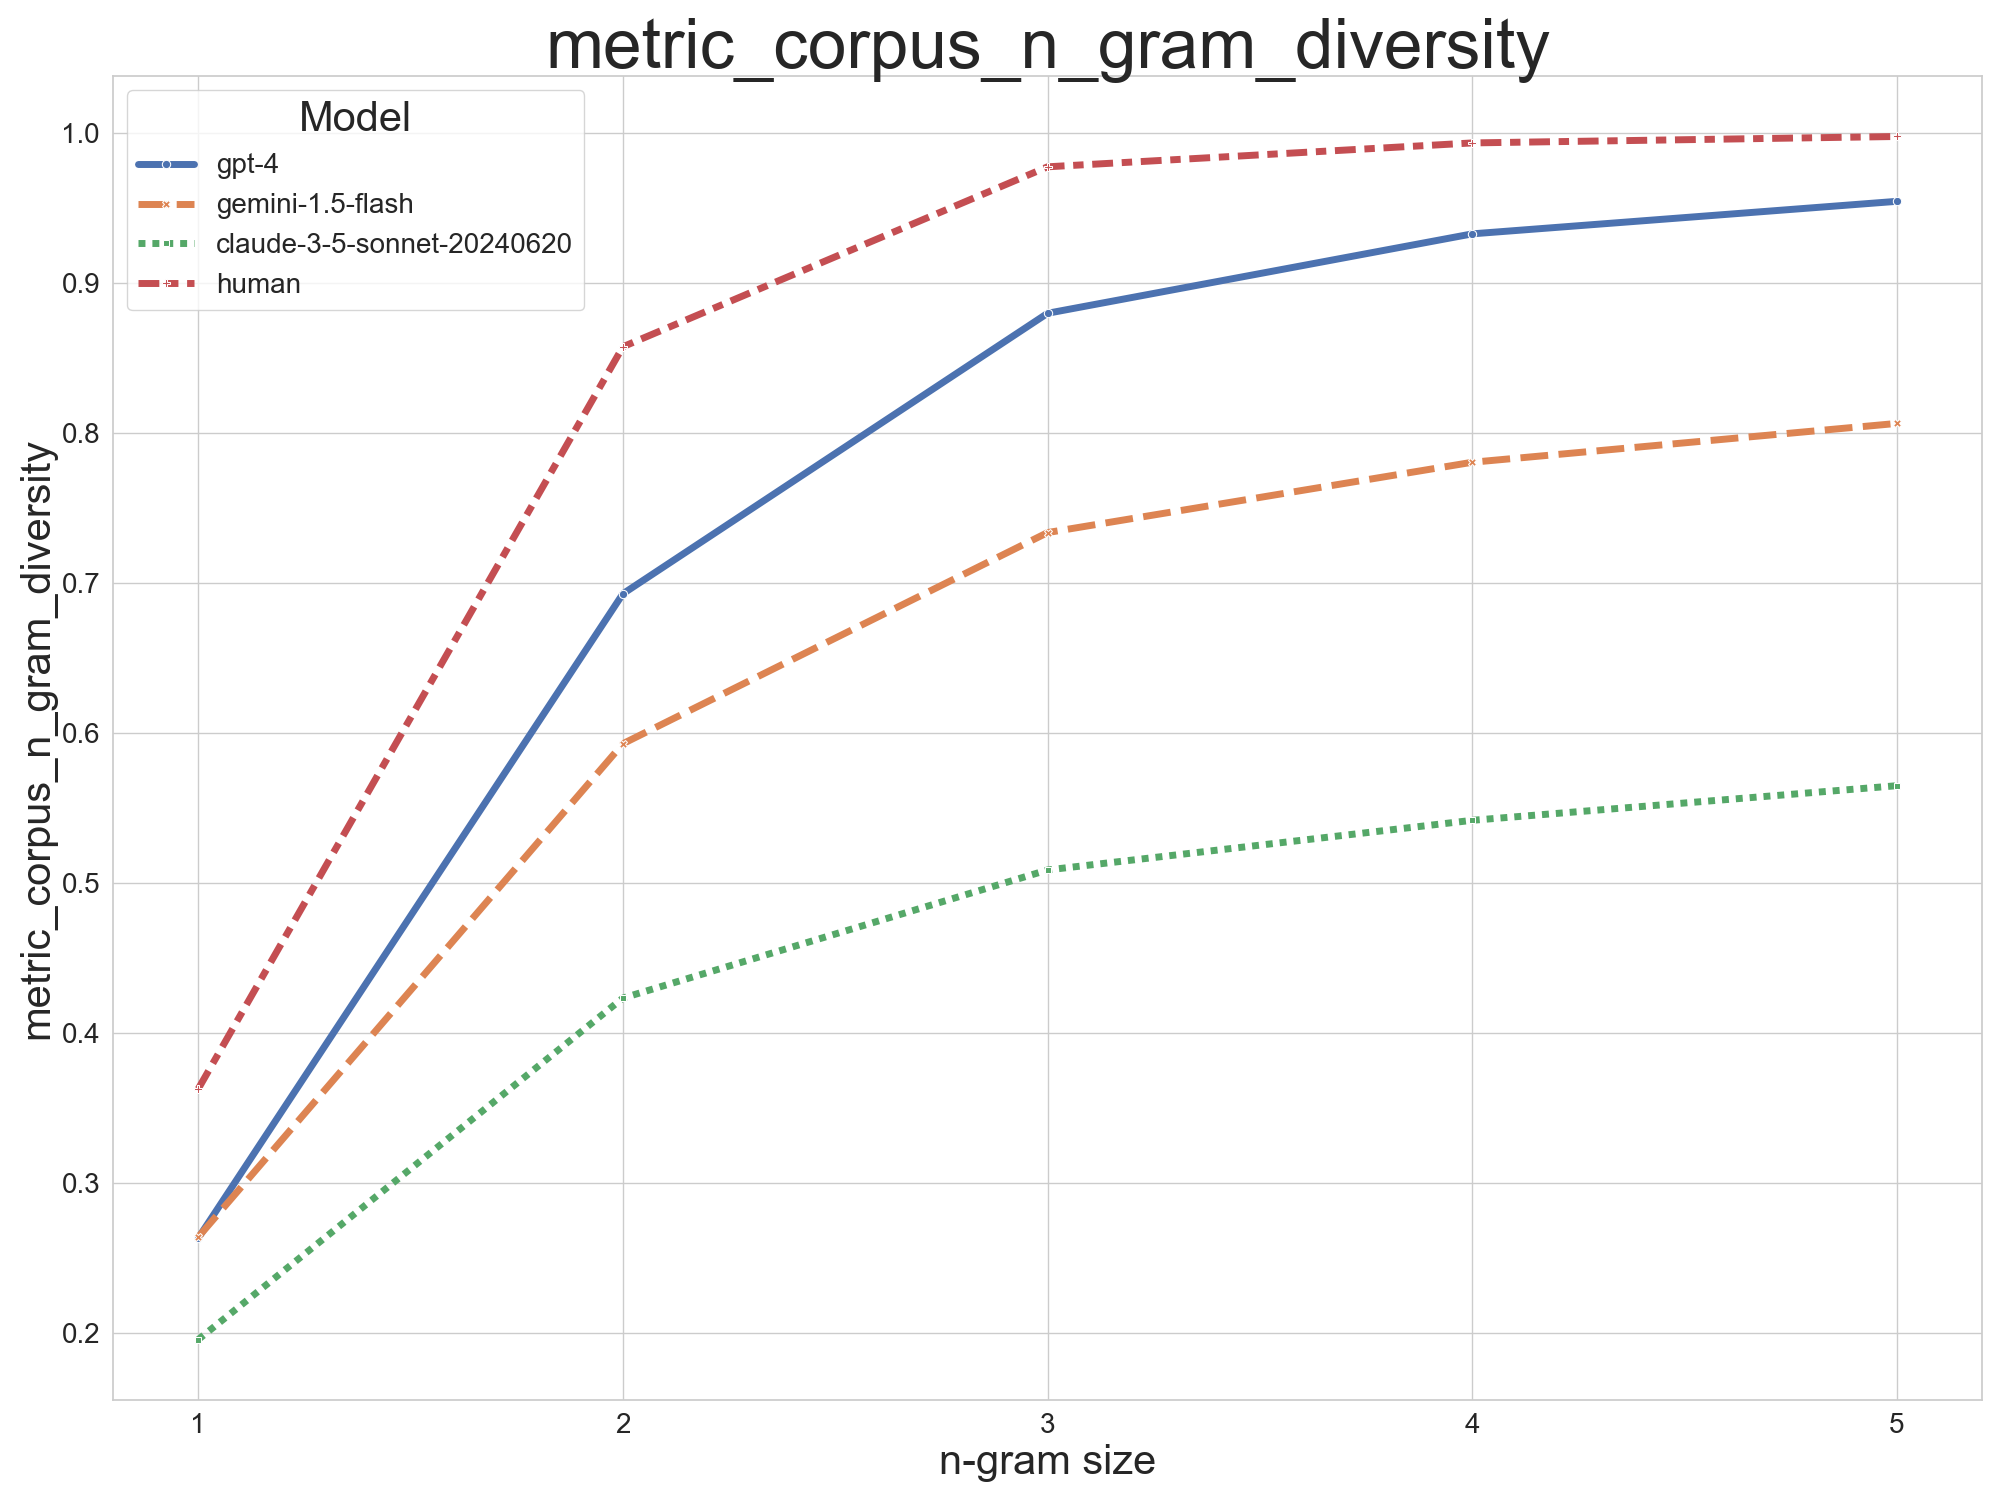 metric_corpus_n_gram_diversity
Model
gpt-4
gemini-1.5-flash
claude-3-5-sonnet-20240620
human
metric_corpus_n_gram_diversity
1.0
0.9
0.8
0.7
0.6
0.5
0.4
0.3
0.2
1 2 3 4 5
n-gram size